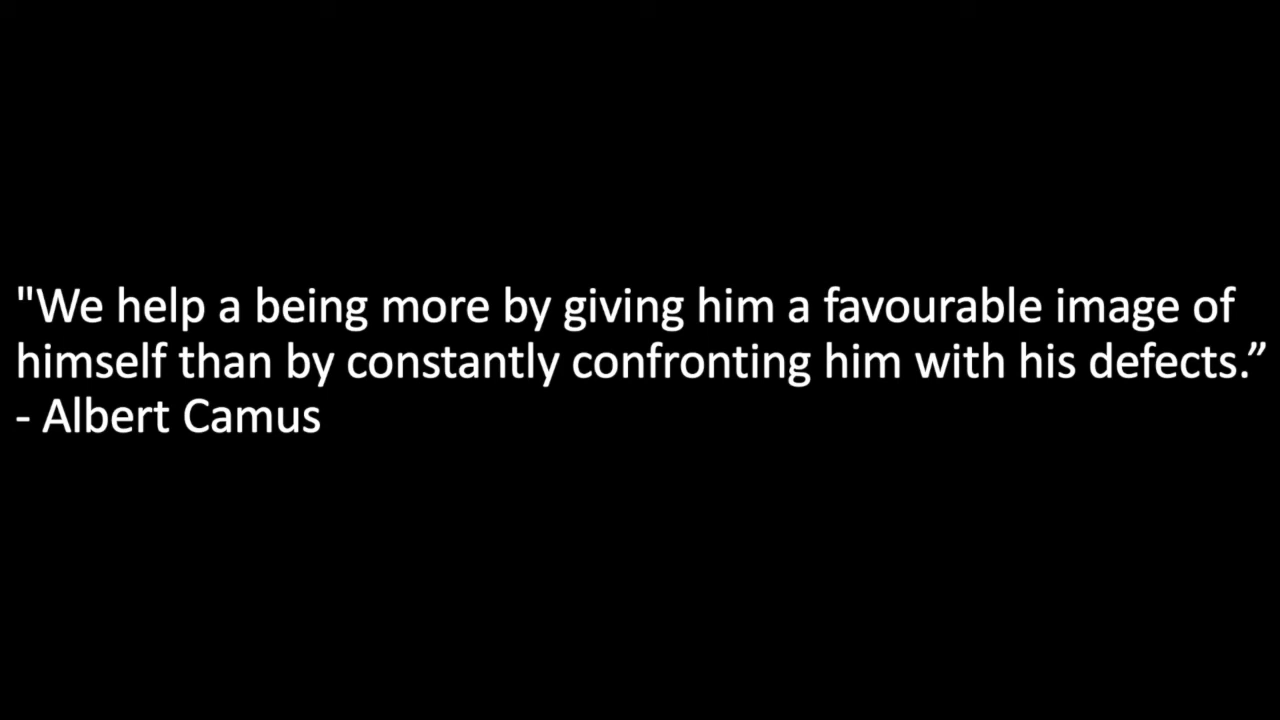 "We help a being more by giving him a favourable image of
himself than by constantly confronting him with his defects.”
- Albert Camus